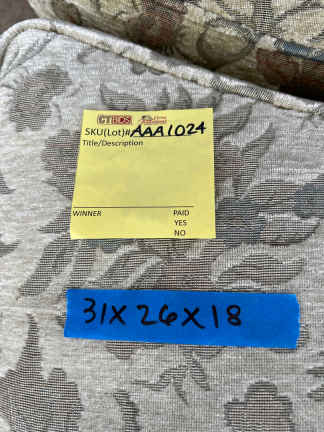 CTBIDS
SKU(Lot)#AAA1024
Title/Description
WINNER PAID
YES
NO
31X26X18